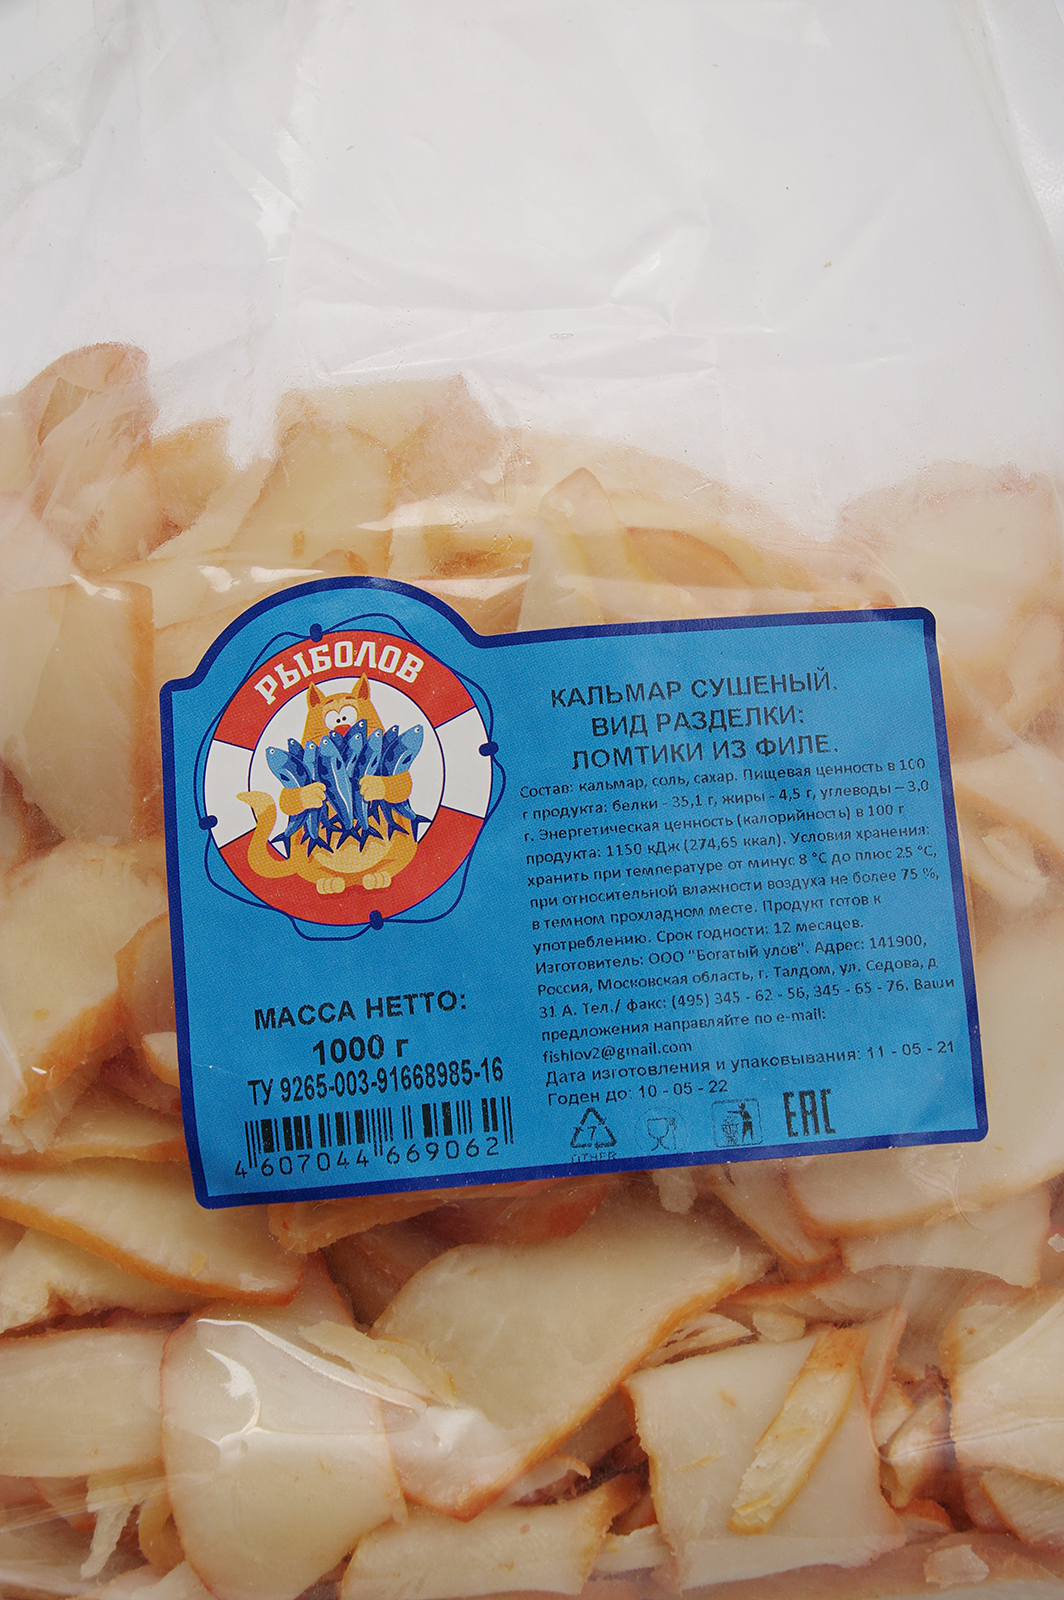 РЫБОЛОВ
КАЛЬМАР СУШЕНЫЙ.
ВИД РАЗДЕЛКИ:
ЛОМТИКИ ИЗ ФИЛЕ.
Состав: кальмар, соль, сахар. Пищевая ценность в 100
г продукта: белки - 35,1 г, жиры - 4,5 г, углеводы – 3,0
г. Энергетическая ценность (калорийность) в 100 г
продукта: 1150 кДж (274,65 ккал). Условия хранения:
хранить при температуре от минус 8 °С до плюс 25 °С,
при относительной влажности воздуха не более 75 %,
в темном прохладном месте. Продукт готов к
употреблению. Срок годности: 12 месяцев.
Изготовитель: ООО "Богатый улов". Адрес: 141900,
Россия, Московская область, г. Талдом, ул. Седова, д
31 А. Тел./ факс: (495) 345 - 62 - 56, 345 - 65 - 76. Ваши
предложения направляйте по e-mail:
fishlov2@gmail.com
Дата изготовления и упаковывания: 11 - 05 - 21
Годен до: 10 - 05 - 22
7
OTHER
EAC
МАССА НЕТТО:
1000 г
ТУ 9265-003-91668985-16
4 607044 669062